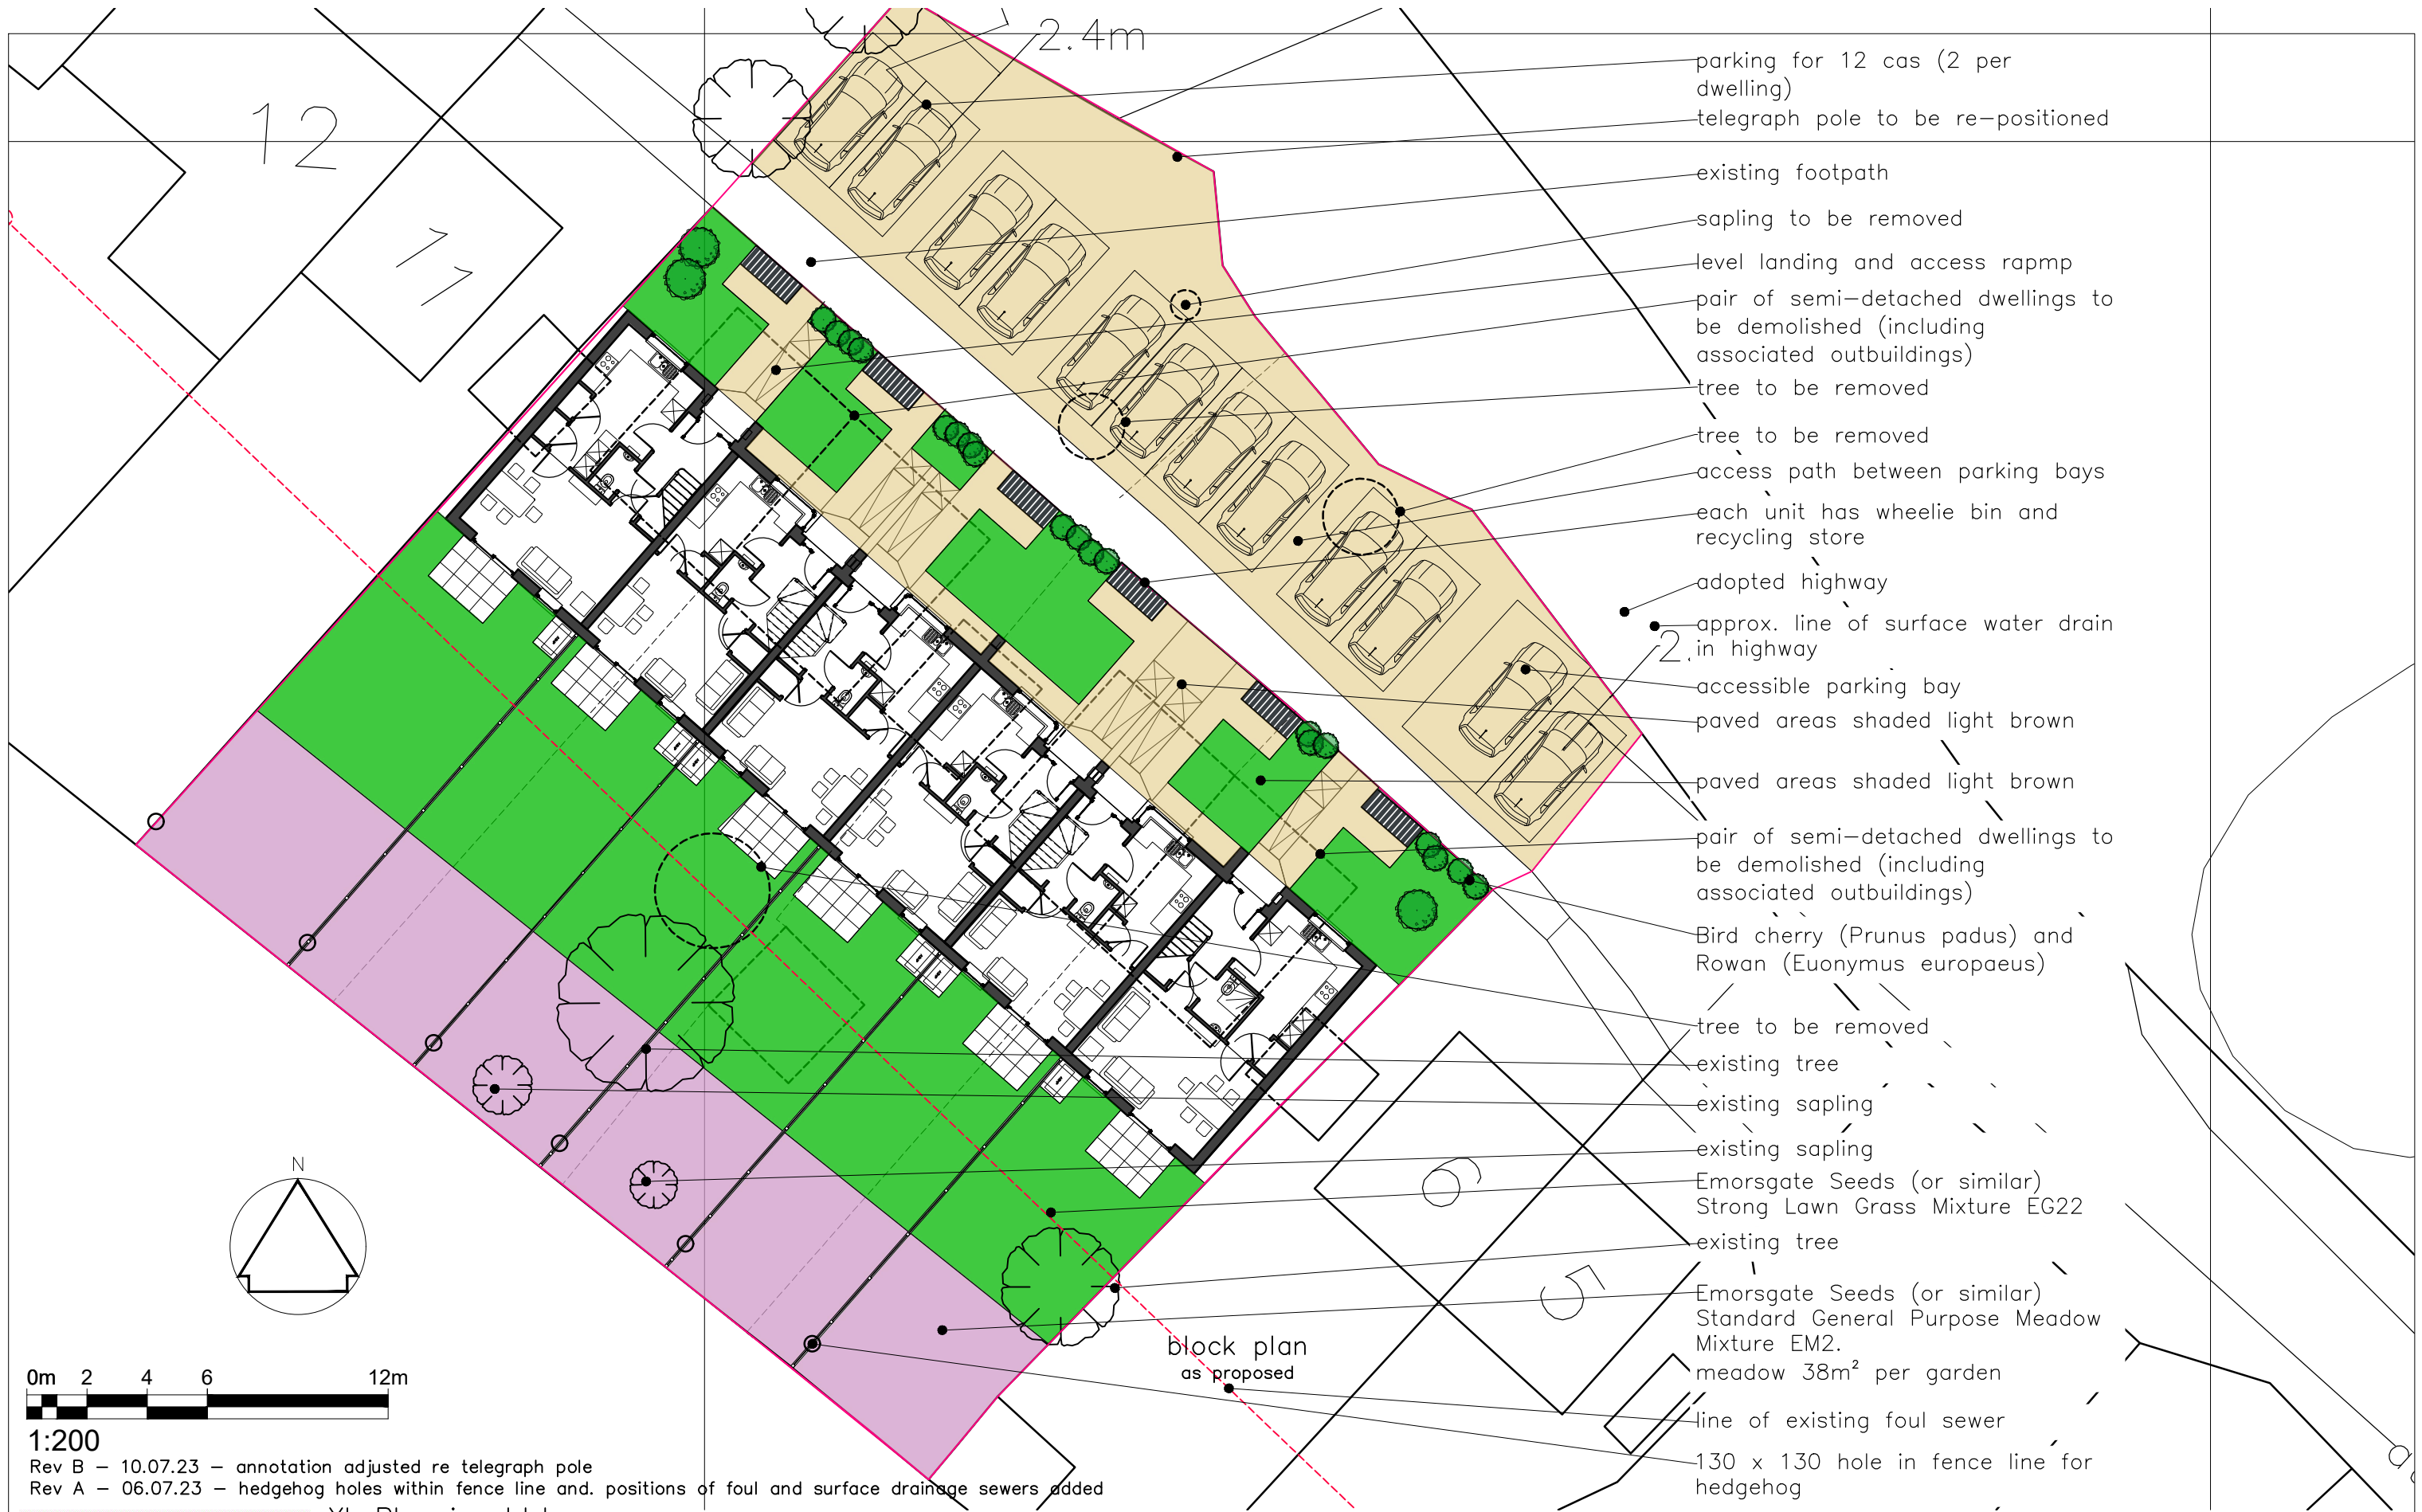 2.4m
12
11
parking for 12 cas (2 per
dwelling)
telegraph pole to be re-positioned
existing footpath
sapling to be removed
level landing and access rapmp
pair of semi-detached dwellings to
be demolished (including
associated outbuildings)
tree to be removed
tree to be removed
access path between parking bays
each unit has wheelie bin and
recycling store
adopted highway
approx. line of surface water drain
in highway
2.
accessible parking bay
paved areas shaded light brown
paved areas shaded light brown
pair of semi-detached dwellings to
be demolished (including
associated outbuildings)
Bird cherry (Prunus padus) and
Rowan (Euonymus europaeus)
tree to be removed
existing tree
existing sapling
existing sapling
Emorsgate Seeds (or similar)
Strong Lawn Grass Mixture EG22
existing tree
Emorsgate Seeds (or similar)
Standard General Purpose Meadow
Mixture EM2.
meadow 38m² per garden
line of existing foul sewer
130 x 130 hole in fence line for
hedgehog
6
5
N
block plan
as proposed
0m 2 4 6 12m
1:200
Rev B - 10.07.23 - annotation adjusted re telegraph pole
Rev A - 06.07.23 - hedgehog holes within fence line and. positions of foul and surface drainage sewers added